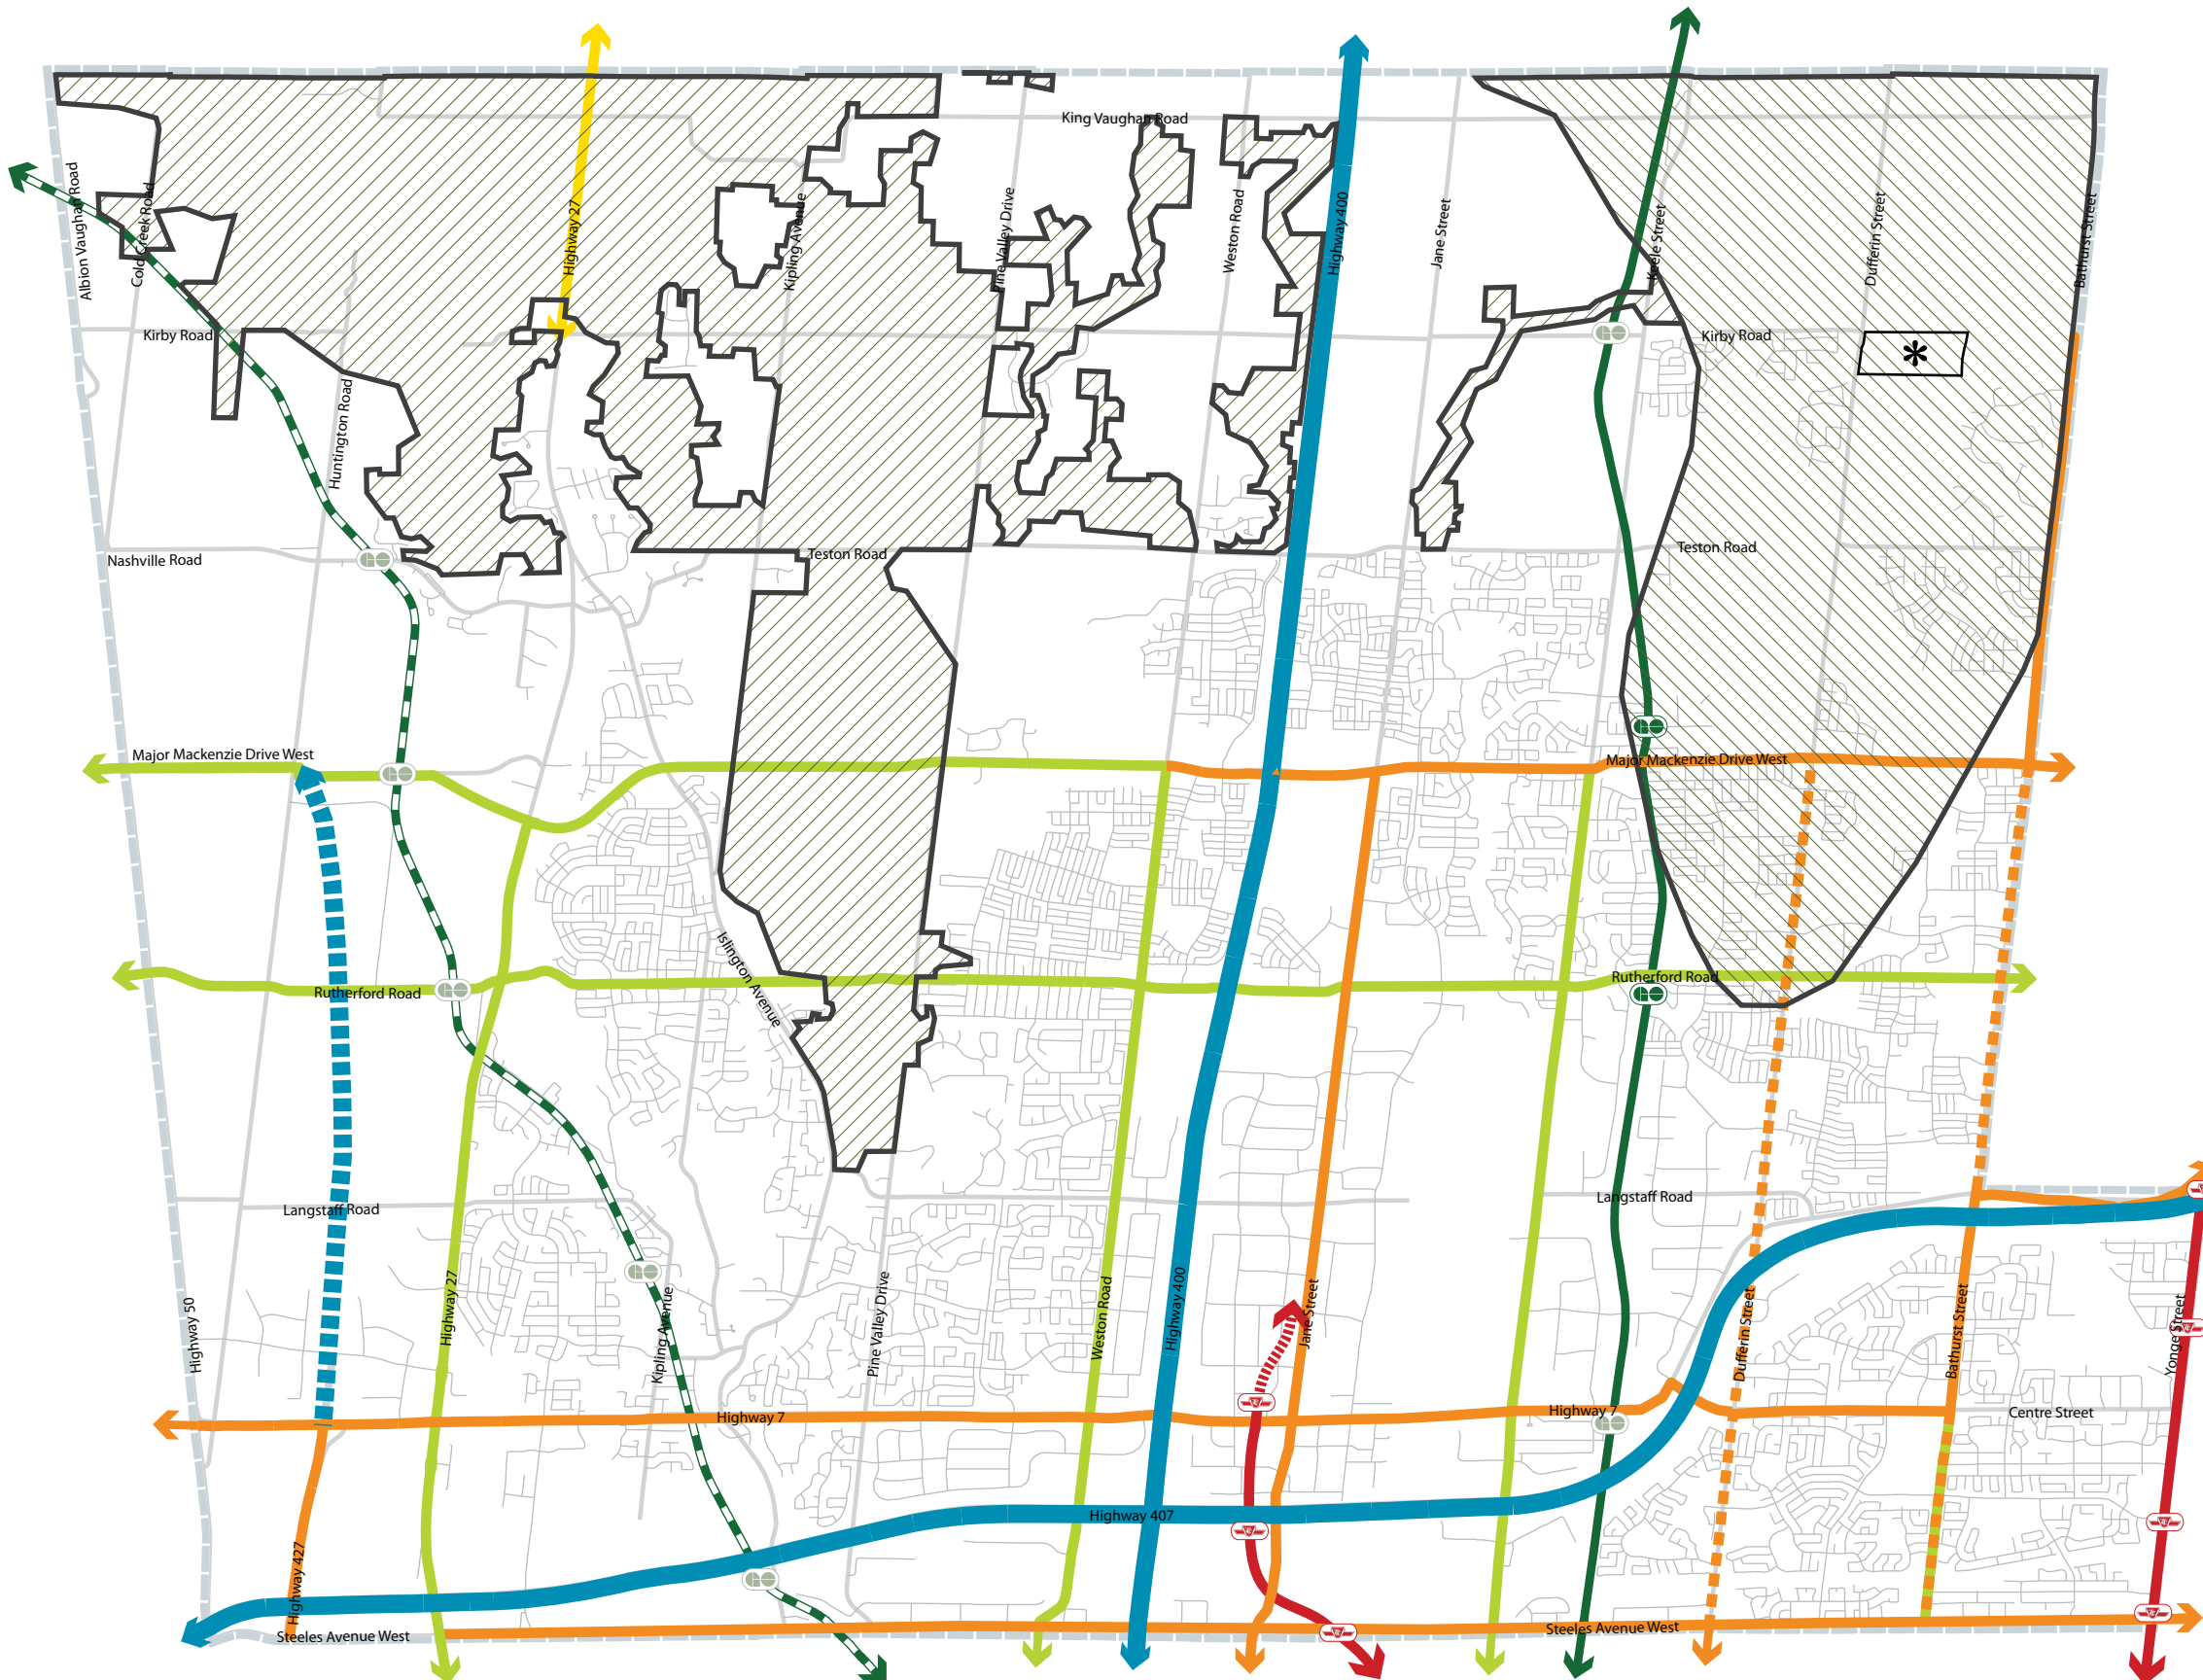 King Vaughan Road
Albion Vaughan Road
Cold Creek Road
Highway 27
Kipling Avenue
Pine Valley Drive
Weston Road
Highway 400
Jane Street
Keele Street
Dufferin Street
Bathurst Street
Kirby Road
Kirby Road
*
Huntington Road
Nashville Road
Teston Road
Teston Road
Major Mackenzie Drive West
Major Mackenzie Drive West
Islington Avenue
Rutherford Road
Rutherford Road
Langstaff Road
Langstaff Road
Highway 50
Highway 27
Kipling Avenue
Pine Valley Drive
Weston Road
Highway 400
Jane Street
Dufferin Street
Bathurst Street
Yonge Street
Highway 7
Highway 7
Centre Street
Highway 407
Highway 427
Steeles Avenue West
Steeles Avenue West